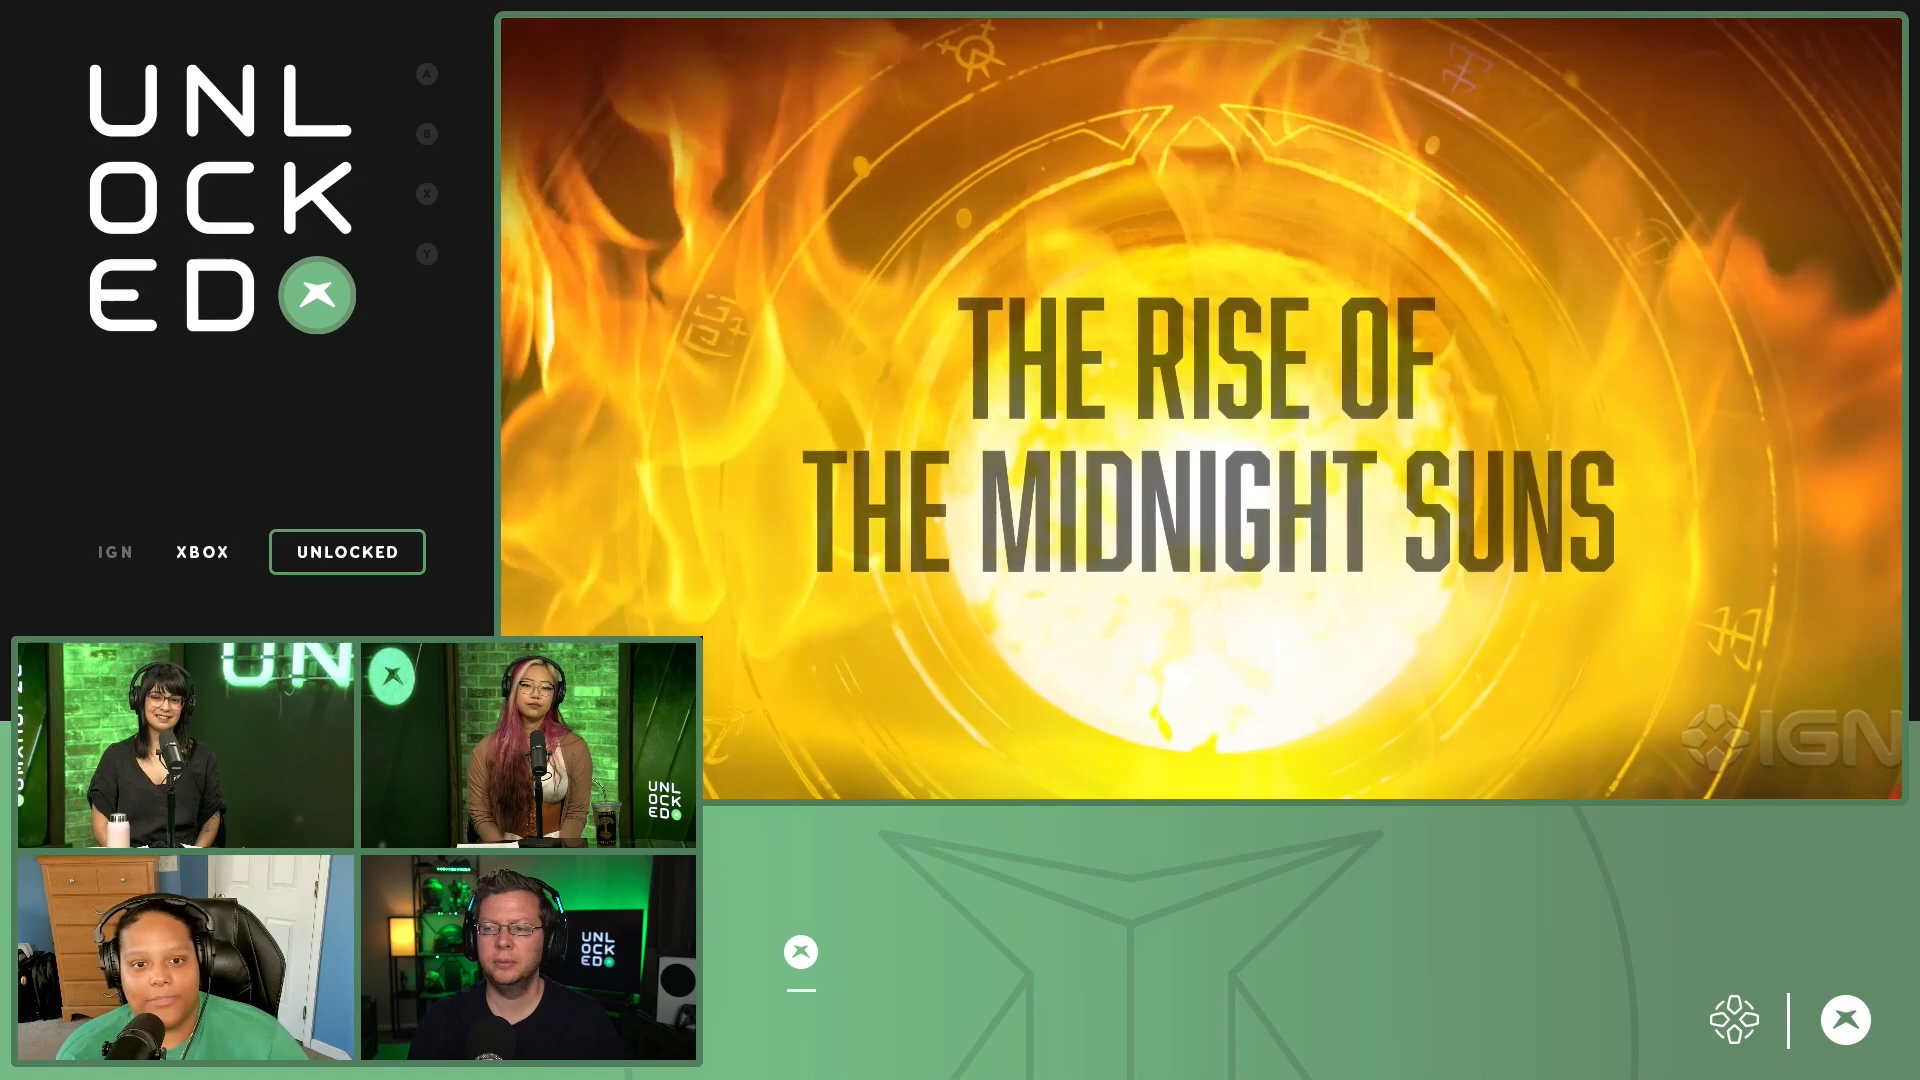 UNL
OCK
ED
A
B
X
Y
IGN XBOX UNLOCKED
THE RISE OF
THE MIDNIGHT SUNS
IGN
UN
UNL
OCK
ED
UNL
OCK
ED